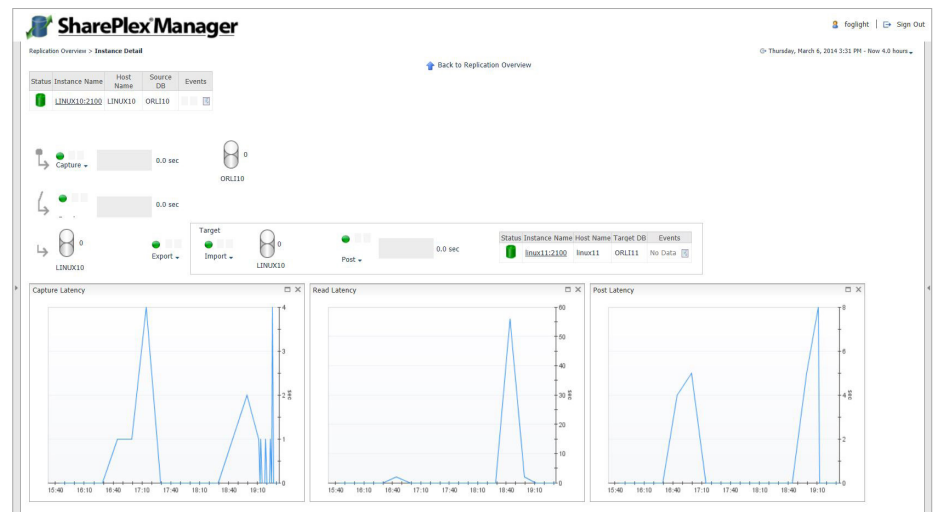 SharePlex Manager
foglight | Sign Out
Replication Overview > Instance Detail
Thursday, March 6, 2014 3:31 PM - Now 4.0 hours
Back to Replication Overview
Status Instance Name Host Name Source DB Events
LINUX10:2100 LINUX10 ORLI10
Capture 0.0 sec 0
ORLI10
0.0 sec
0
LINUX10
Export
Target
Import
0
LINUX10
Post
0.0 sec
Status Instance Name Host Name Target DB Events
linux11:2100 linux11 ORLI11 No Data
Capture Latency
4
3
2
1
0
sec
15:40 16:10 16:40 17:10 17:40 18:10 18:40 19:10
Read Latency
60
50
40
30
20
10
0
sec
15:40 16:10 16:40 17:10 17:40 18:10 18:40 19:10
Post Latency
8
6
4
2
0
sec
15:40 16:10 16:40 17:10 17:40 18:10 18:40 19:10